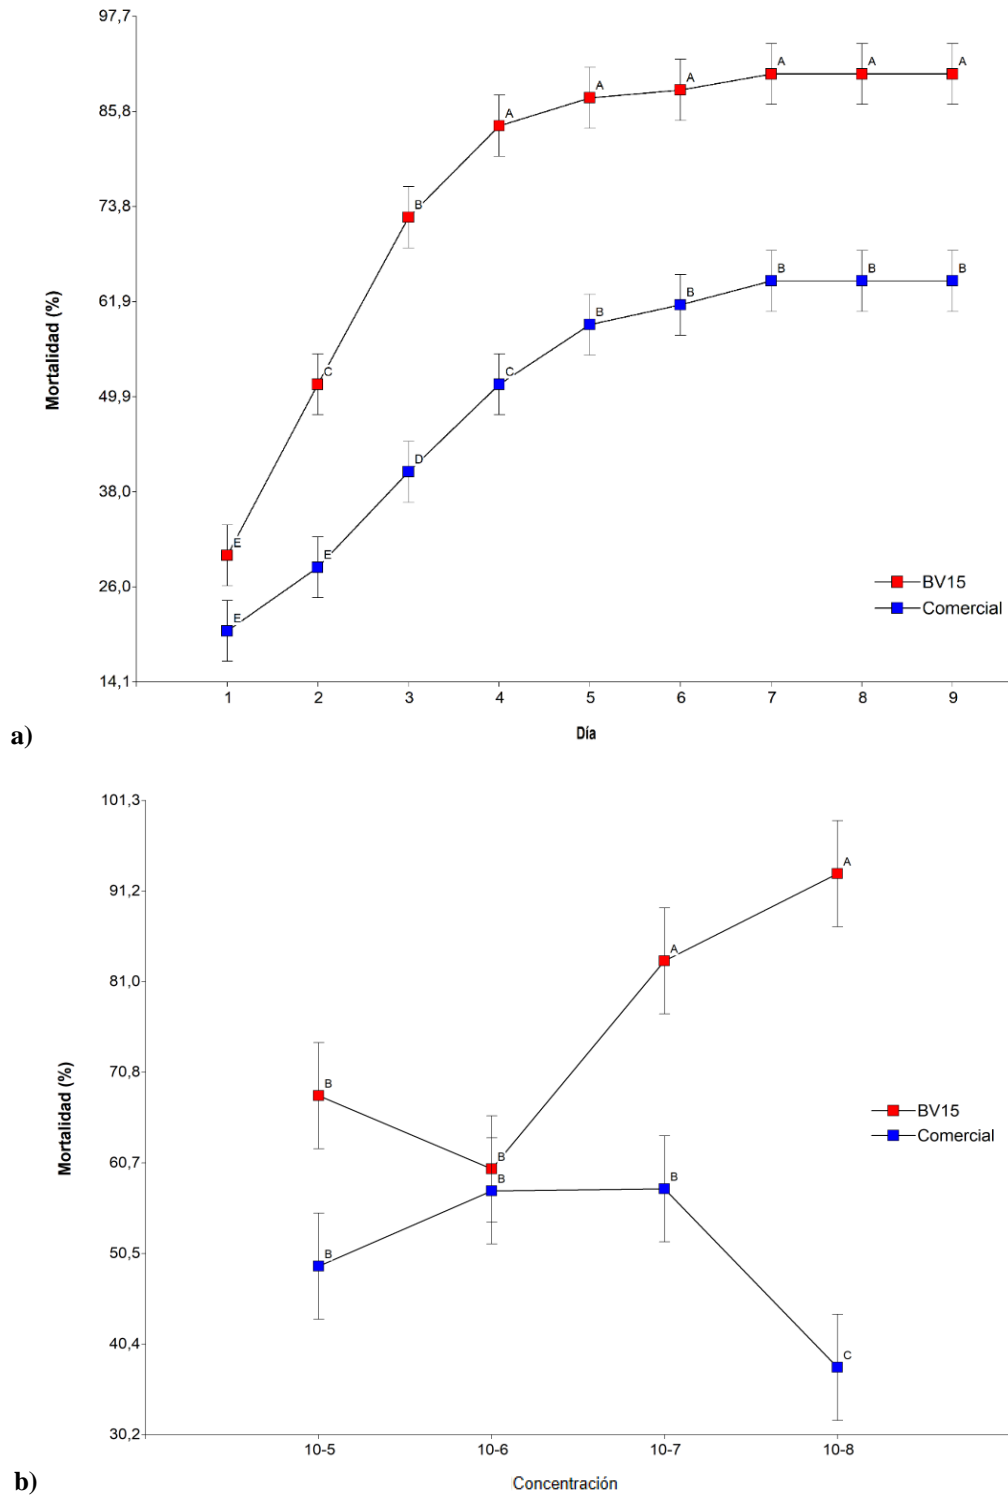 97,7
85,8
73,8
61,9
49,9
38,0
26,0
14,1
Mortalidad (%)
A A A
A
A
A
B
B B B
B
B
C C
D
E E
E
BV15
Comercial
1 2 3 4 5 6 7 8 9
Día
a)
101,3
91,2
81,0
70,8
60,7
50,5
40,4
30,2
Mortalidad (%)
A
A
B
B
B B
B
C
BV15
Comercial
10-5 10-6 10-7 10-8
Concentración
b)